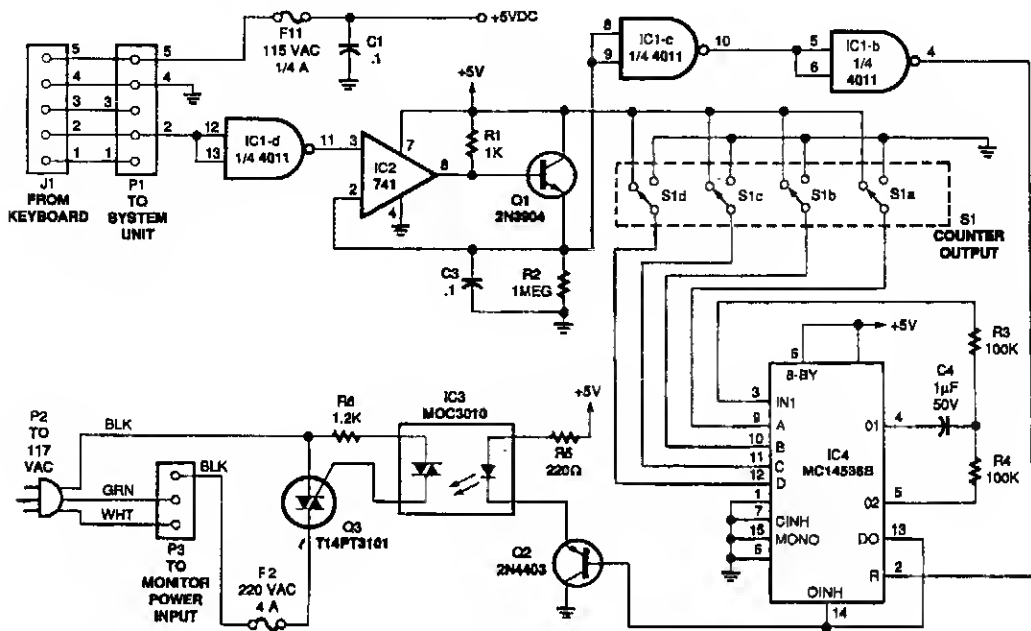 F11
115 VAC
1/4 A
C1
.1
+5VDC
5
5
4
4
3
3
2
2
1
1
J1
FROM
KEYBOARD
P1
TO
SYSTEM
UNIT
12
13
IC1-d
1/4 4011
11
3
2
IC2
741
7
4
8
+5V
R1
1K
Q1
2N3904
C3
.1
R2
1MEG
8
9
IC1-c
1/4 4011
10
5
6
IC1-b
1/4
4011
4
S1d
S1c
S1b
S1a
S1
COUNTER
OUTPUT
+5V
R3
100K
C4
1μF
50V
R4
100K
6
8-BY
3
IN1
9
A
10
B
11
C
12
D
1
7
CINH
15
MONO
6
IC4
MC14536B
4
01
5
02
13
DO
2
R
OINH
14
P2
TO
117
VAC
BLK
GRN
WHT
BLK
P3
TO
MONITOR
POWER
INPUT
F2
220 VAC
4 A
R6
1.2K
Q3
T14PT3101
IC3
MOC3010
+5V
R5
220Ω
Q2
2N4403